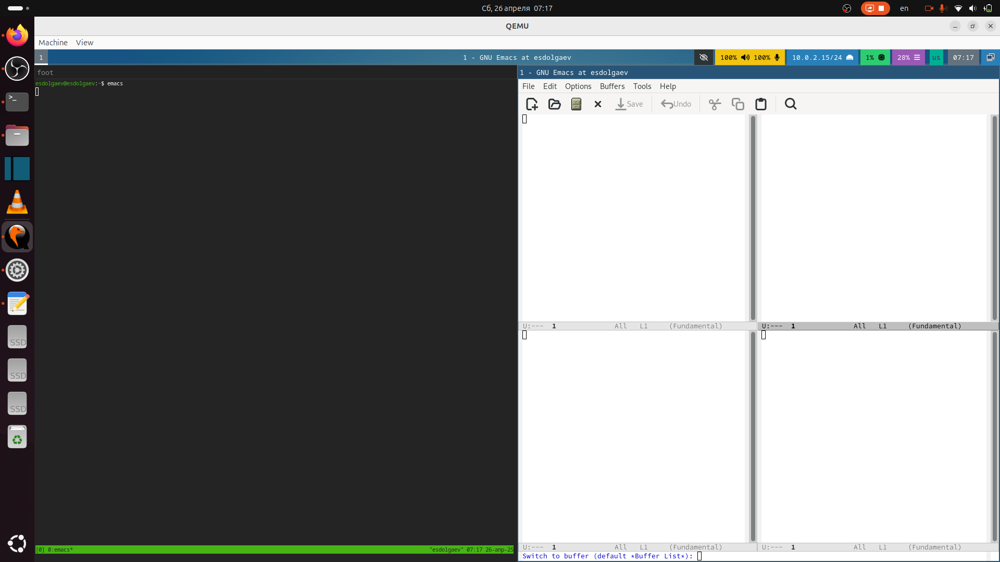 Сб, 26 апреля 07:17
en
QEMU
Machine View
1
1 - GNU Emacs at esdolgaev
100% 100%
10.0.2.15/24
1%
28%
us
07:17
foot
1 - GNU Emacs at esdolgaev
esdolgaev@esdolgaev:~$ emacs
File Edit Options Buffers Tools Help
Save
Undo
U:--- 1 All L1 (Fundamental)
U:--- 1 All L1 (Fundamental)
U:--- 1 All L1 (Fundamental)
U:--- 1 All L1 (Fundamental)
Switch to buffer (default *Buffer List*):
[0] 0:emacs*
"esdolgaev" 07:17 26-апр-25
>_
SSD
SSD
SSD